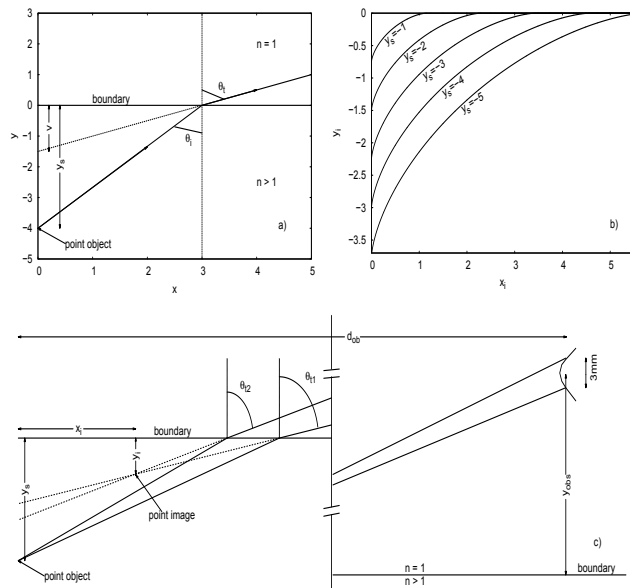 3
2
1
0
−1
−2
−3
−4
−5
0 1 2 3 4 5
x
y
n = 1
boundary
θt
θi
v
ys
n > 1
point object
a)
0
−0.5
−1
−1.5
−2
−2.5
−3
−3.5
0 1 2 3 4 5
xi
yi
ys=−1
ys=−2
ys=−3
ys=−4
ys=−5
b)
dob
3mm
θt2
θt1
xi
boundary
yi
ys
point image
point object
yobs
c)
n = 1
boundary
n > 1